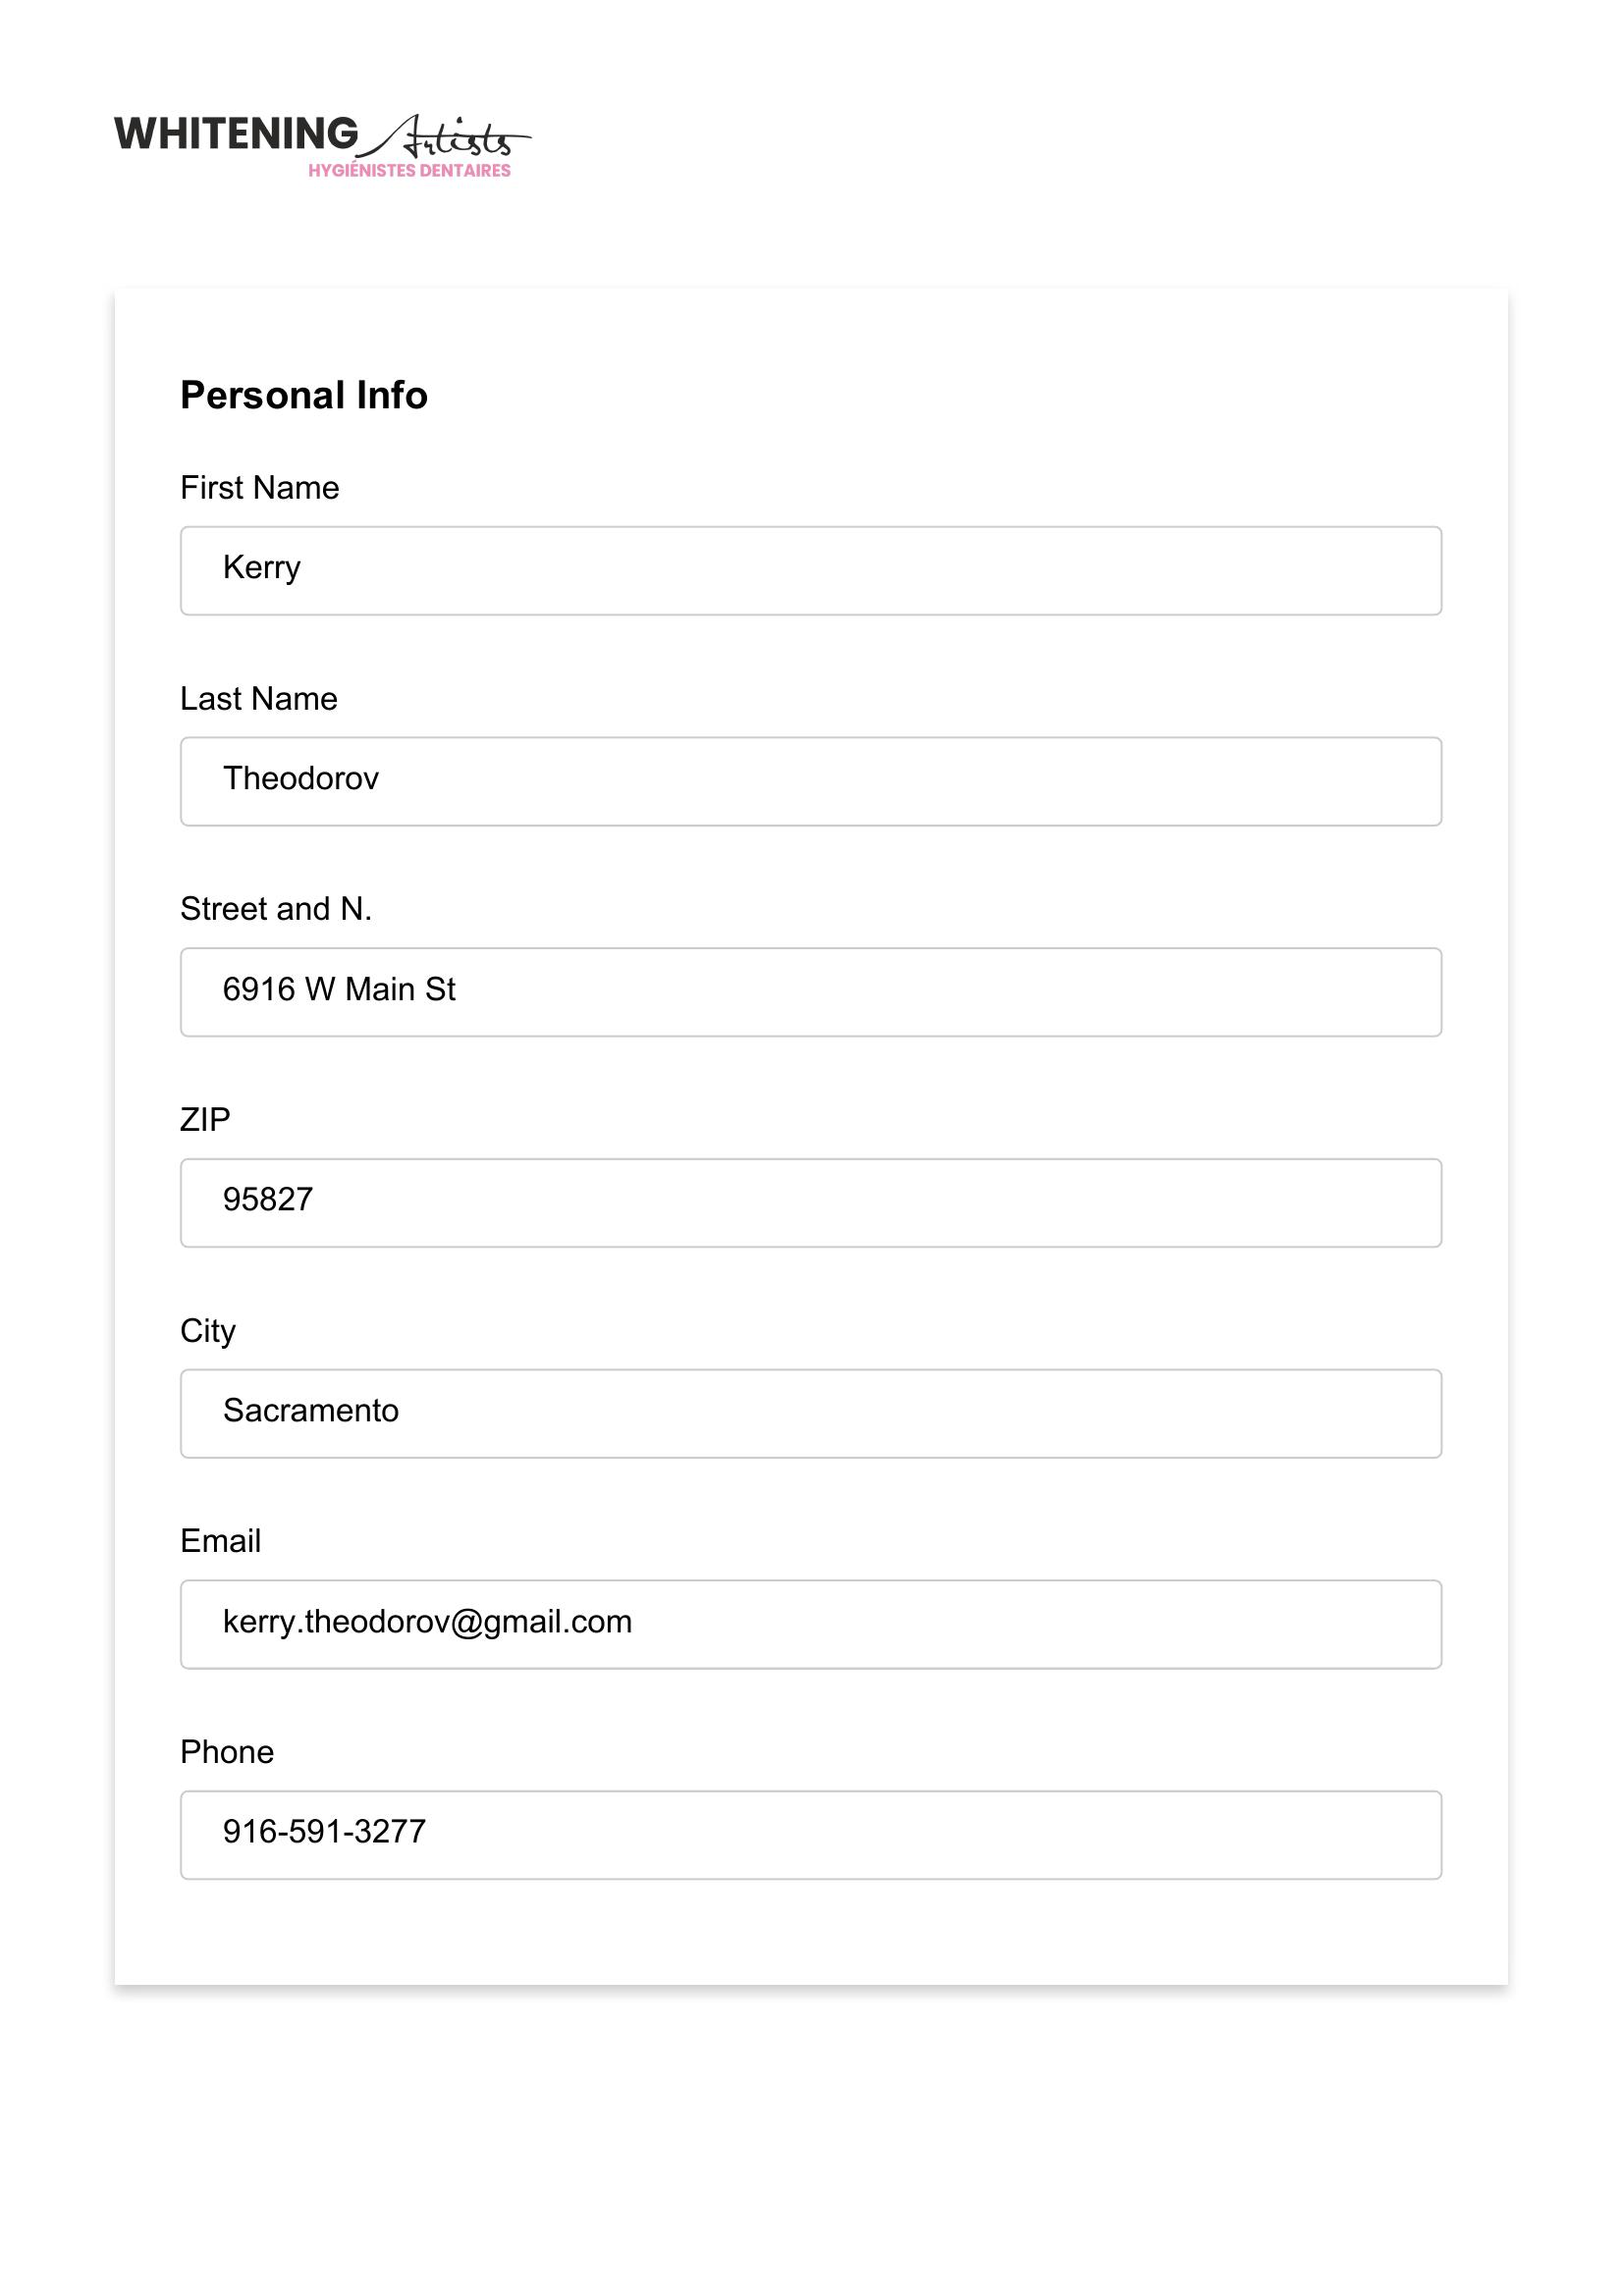 WHITENING Artists
HYGIÉNISTES DENTAIRES
Personal Info
First Name
Kerry
Last Name
Theodorov
Street and N.
6916 W Main St
ZIP
95827
City
Sacramento
Email
kerry.theodorov@gmail.com
Phone
916-591-3277